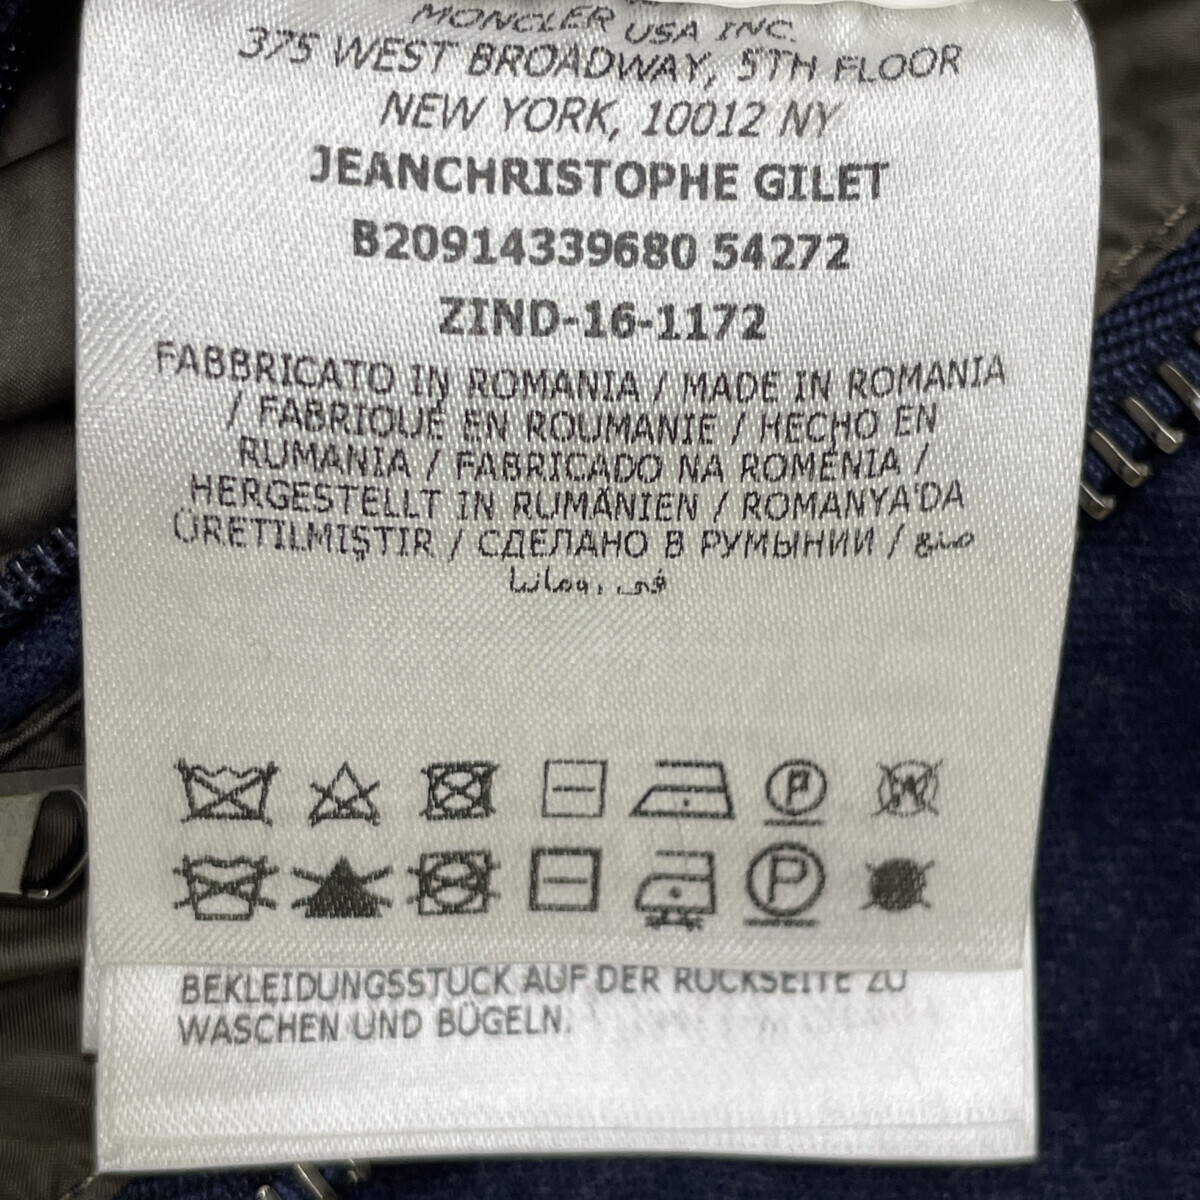 MONCLER USA INC.
375 WEST BROADWAY, 5TH FLOOR
NEW YORK, 10012 NY
JEANCHRISTOPHE GILET
B20914339680 54272
ZIND-16-1172
FABBRICATO IN ROMANIA / MADE IN ROMANIA
/ FABRIQUÉ EN ROUMANIE / HECHO EN
RUMANIA / FABRICADO NA ROMÉNIA /
HERGESTELLT IN RUMÄNIEN / ROMANYA'DA
ÜRETILMIŞTIR / СДЕЛАНО В РУМЫНИИ / صنع
في رومانيا
P W
P
BEKLEIDUNGSSTÜCK AUF DER RÜCKSEITE ZU
WASCHEN UND BÜGELN.